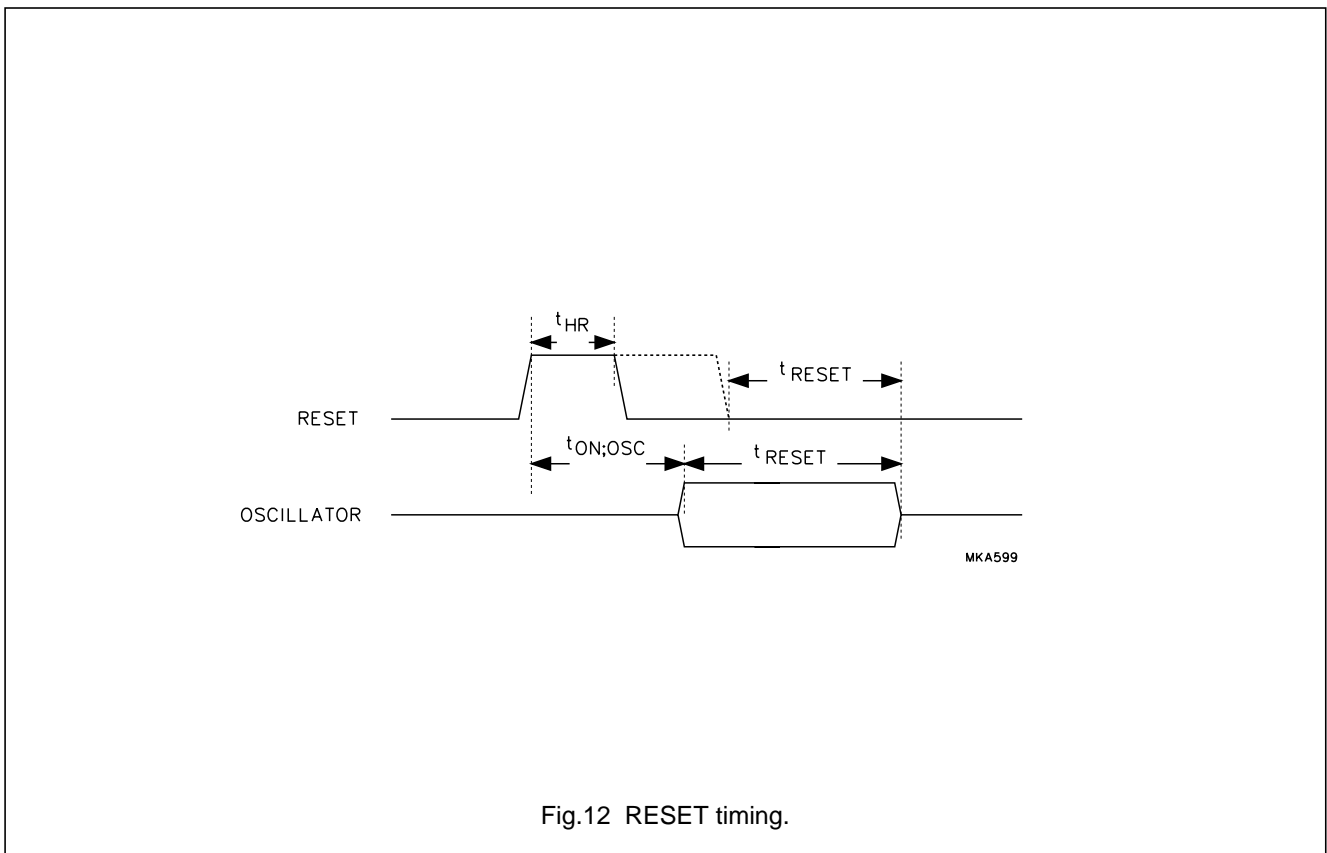 tHR
tRESET
RESET
tON;OSC
tRESET
OSCILLATOR
MKA599
Fig.12 RESET timing.